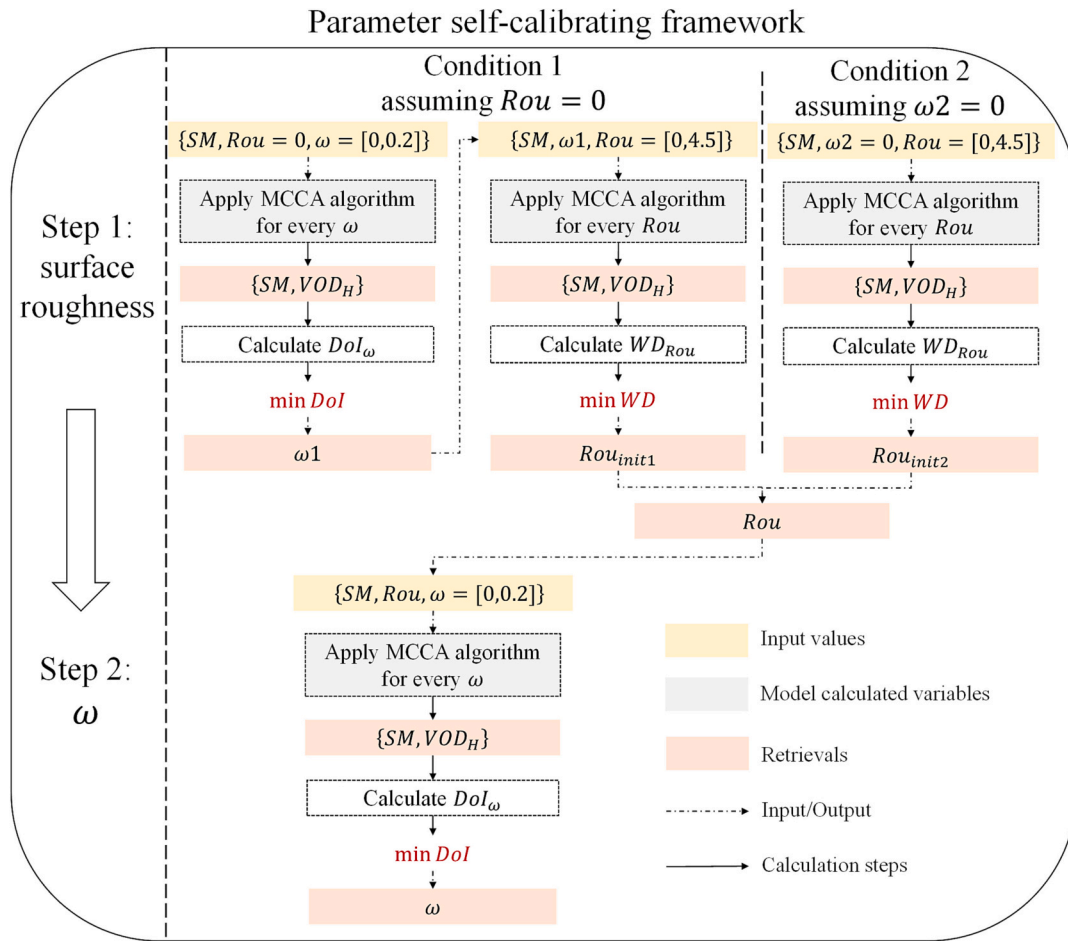 Parameter self-calibrating framework
Condition 1
assuming Rou = 0
Condition 2
assuming ω2 = 0
Step 1:
surface
roughness
{SM, Rou = 0, ω = [0,0.2]}
Apply MCCA algorithm
for every ω
{SM, VOD_H}
Calculate DoI_ω
min DoI
ω1
{SM, ω1, Rou = [0,4.5]}
Apply MCCA algorithm
for every Rou
{SM, VOD_H}
Calculate WD_Rou
min WD
Rou_init1
{SM, ω2 = 0, Rou = [0,4.5]}
Apply MCCA algorithm
for every Rou
{SM, VOD_H}
Calculate WD_Rou
min WD
Rou_init2
Rou
Step 2:
ω
{SM, Rou, ω = [0,0.2]}
Apply MCCA algorithm
for every ω
{SM, VOD_H}
Calculate DoI_ω
min DoI
ω
Input values
Model calculated variables
Retrievals
Input/Output
Calculation steps